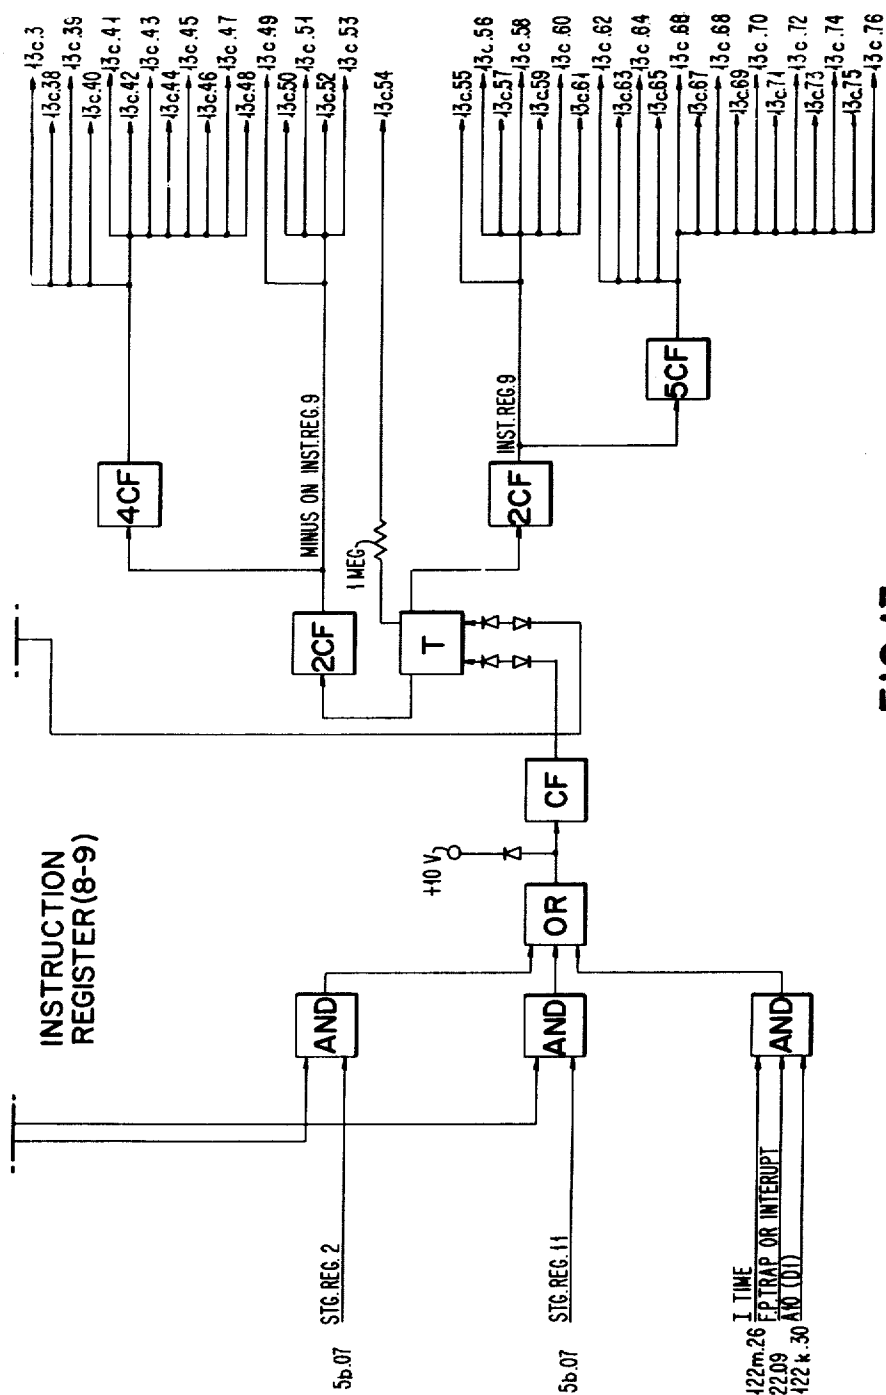 INSTRUCTION
REGISTER (8-9)
STG. REG. 2
5b.07
STG. REG. 11
5b.07
I TIME
122m.26
F.P. TRAP OR INTERUPT
22.09
A10 (D1)
122k.30
AND
AND
AND
OR
+10 V
CF
T
2CF
4CF
MINUS ON INST. REG. 9
1 MEG
2CF
INST. REG. 9
5CF
13c.3
13c.38
13c.39
13c.40
13c.41
13c.42
13c.43
13c.44
13c.45
13c.46
13c.47
13c.48
13c.49
13c.50
13c.51
13c.52
13c.53
13c.54
13c.55
13c.56
13c.57
13c.58
13c.59
13c.60
13c.61
13c.62
13c.63
13c.64
13c.65
13c.66
13c.67
13c.68
13c.69
13c.70
13c.71
13c.72
13c.73
13c.74
13c.75
13c.76